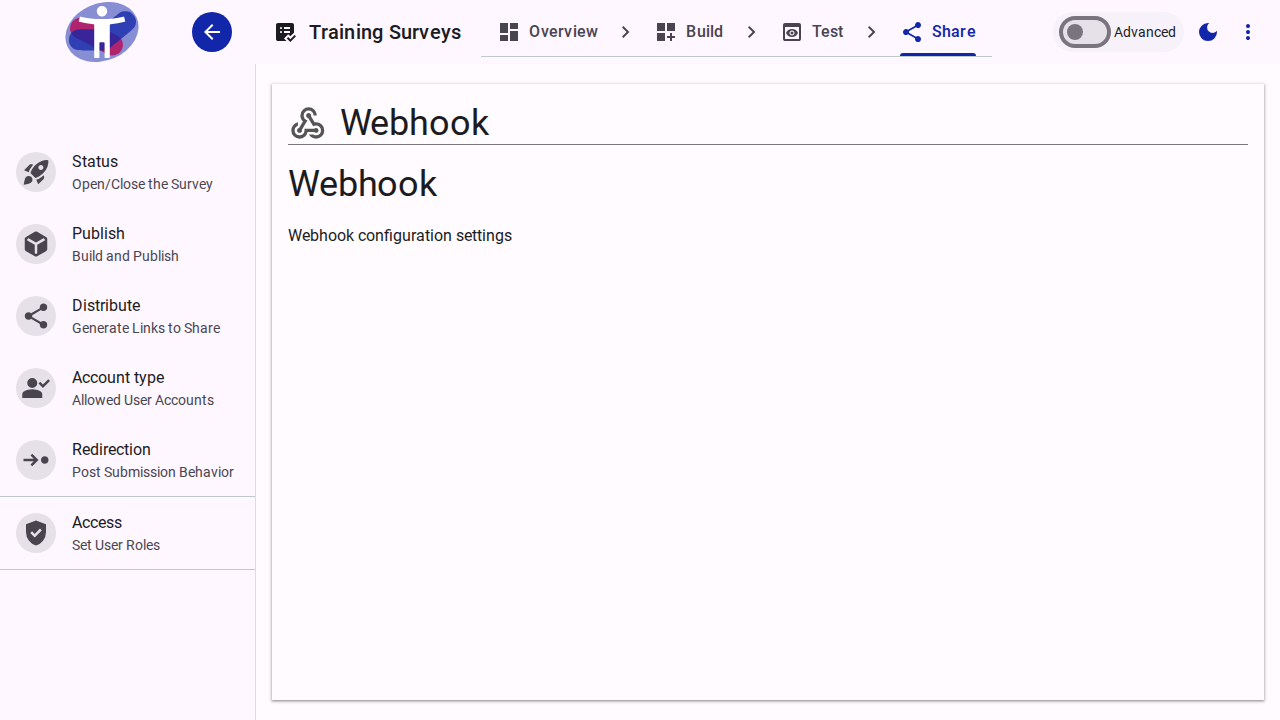 Training Surveys
Overview
Build
Test
Share
Advanced
Status
Open/Close the Survey
Publish
Build and Publish
Distribute
Generate Links to Share
Account type
Allowed User Accounts
Redirection
Post Submission Behavior
Access
Set User Roles
Webhook
Webhook
Webhook configuration settings